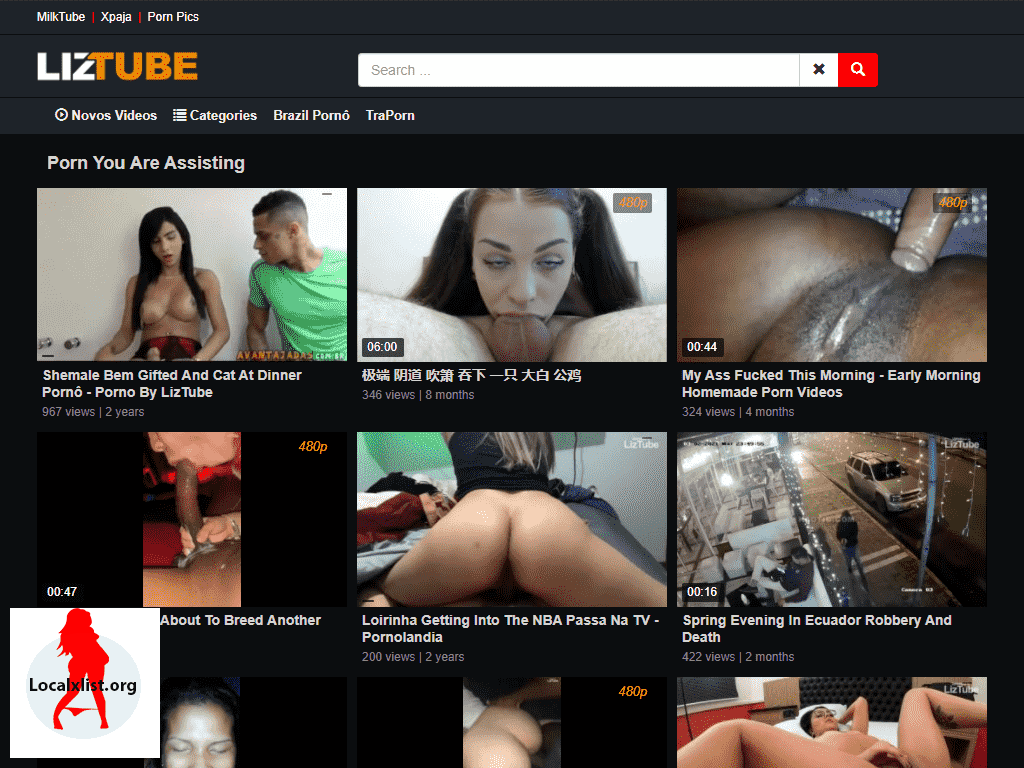 MilkTube | Xpaja | Porn Pics
LIZTUBE
Search ...
Novos Videos Categories Brazil Pornô TraPorn
Porn You Are Assisting
480p
480p
AVANTAJADAS.COM.BR
06:00
00:44
Shemale Bem Gifted And Cat At Dinner
Pornô - Porno By LizTube
967 views | 2 years
极端 阴道 吹箫 吞下 一只 大白 公鸡
346 views | 8 months
My Ass Fucked This Morning - Early Morning
Homemade Porn Videos
324 views | 4 months
480p
LizTube
LizTube
00:47
00:16
Camera 03
About To Breed Another
Loirinha Getting Into The NBA Passa Na TV -
Pornolandia
200 views | 2 years
Spring Evening In Ecuador Robbery And
Death
422 views | 2 months
Localxlist.org
480p
LizTube